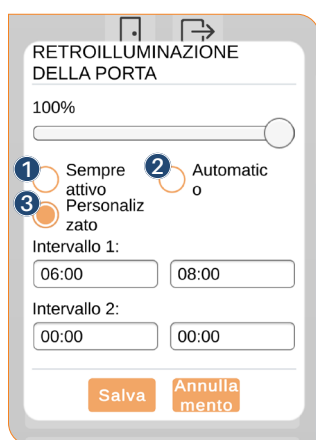 RETROILLUMINAZIONE
DELLA PORTA
100%
1 Sempre
attivo
2 Automatic
o
3 Personaliz
zato
Intervallo 1:
06:00 08:00
Intervallo 2:
00:00 00:00
Salva
Annulla
mento